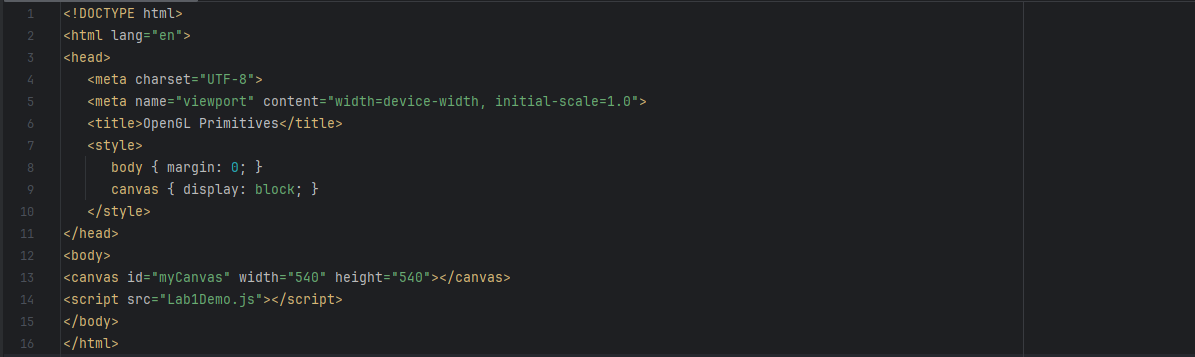 1 <!DOCTYPE html>
2 <html lang="en">
3 <head>
4    <meta charset="UTF-8">
5    <meta name="viewport" content="width=device-width, initial-scale=1.0">
6    <title>OpenGL Primitives</title>
7    <style>
8       body { margin: 0; }
9       canvas { display: block; }
10    </style>
11 </head>
12 <body>
13 <canvas id="myCanvas" width="540" height="540"></canvas>
14 <script src="Lab1Demo.js"></script>
15 </body>
16 </html>